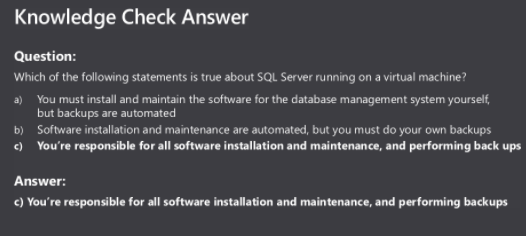 Knowledge Check Answer
Question:
Which of the following statements is true about SQL Server running on a virtual machine?
a) You must install and maintain the software for the database management system yourself,
but backups are automated
b) Software installation and maintenance are automated, but you must do your own backups
c) You're responsible for all software installation and maintenance, and performing back ups
Answer:
c) You're responsible for all software installation and maintenance, and performing backups